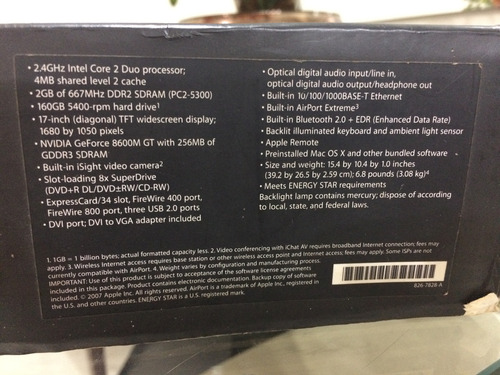 • 2.4GHz Intel Core 2 Duo processor;
4MB shared level 2 cache
• 2GB of 667MHz DDR2 SDRAM (PC2-5300)
• 160GB 5400-rpm hard drive¹
• 17-inch (diagonal) TFT widescreen display;
1680 by 1050 pixels
• NVIDIA GeForce 8600M GT with 256MB of
GDDR3 SDRAM
• Built-in iSight video camera²
• Slot-loading 8x SuperDrive
(DVD+R DL/DVD±RW/CD-RW)
• ExpressCard/34 slot, FireWire 400 port,
FireWire 800 port, three USB 2.0 ports
• DVI port; DVI to VGA adapter included
• Optical digital audio input/line in,
optical digital audio output/headphone out
• Built-in 10/100/1000BASE-T Ethernet
• Built-in AirPort Extreme³
• Built-in Bluetooth 2.0 + EDR (Enhanced Data Rate)
• Backlit illuminated keyboard and ambient light sensor
• Apple Remote
• Preinstalled Mac OS X and other bundled software
• Size and weight: 15.4 by 10.4 by 1.0 inches
(39.2 by 26.5 by 2.59 cm); 6.8 pounds (3.08 kg)⁴
• Meets ENERGY STAR requirements
Backlight lamp contains mercury; dispose of according
to local, state, and federal laws.
1. 1GB = 1 billion bytes; actual formatted capacity less. 2. Video conferencing with iChat AV requires broadband Internet connection; fees may
apply. 3. Wireless Internet access requires base station or other wireless access point and Internet access; fees may apply. Some ISPs are not
currently compatible with AirPort. 4. Weight varies by configuration and manufacturing process.
IMPORTANT: Use of this product is subject to acceptance of the software license agreements
included in this package. Product contains electronic documentation. Backup copy is recommended.
© 2007 Apple Inc. All rights reserved. AirPort is a trademark of Apple Inc., registered in
the U.S. and other countries. ENERGY STAR is a U.S. registered mark.
826-7828-A